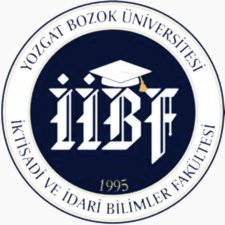 YOZGAT BOZOK ÜNİVERSİTESİ
İİBF
1995
İKTİSADİ VE İDARİ BİLİMLER FAKÜLTESİ